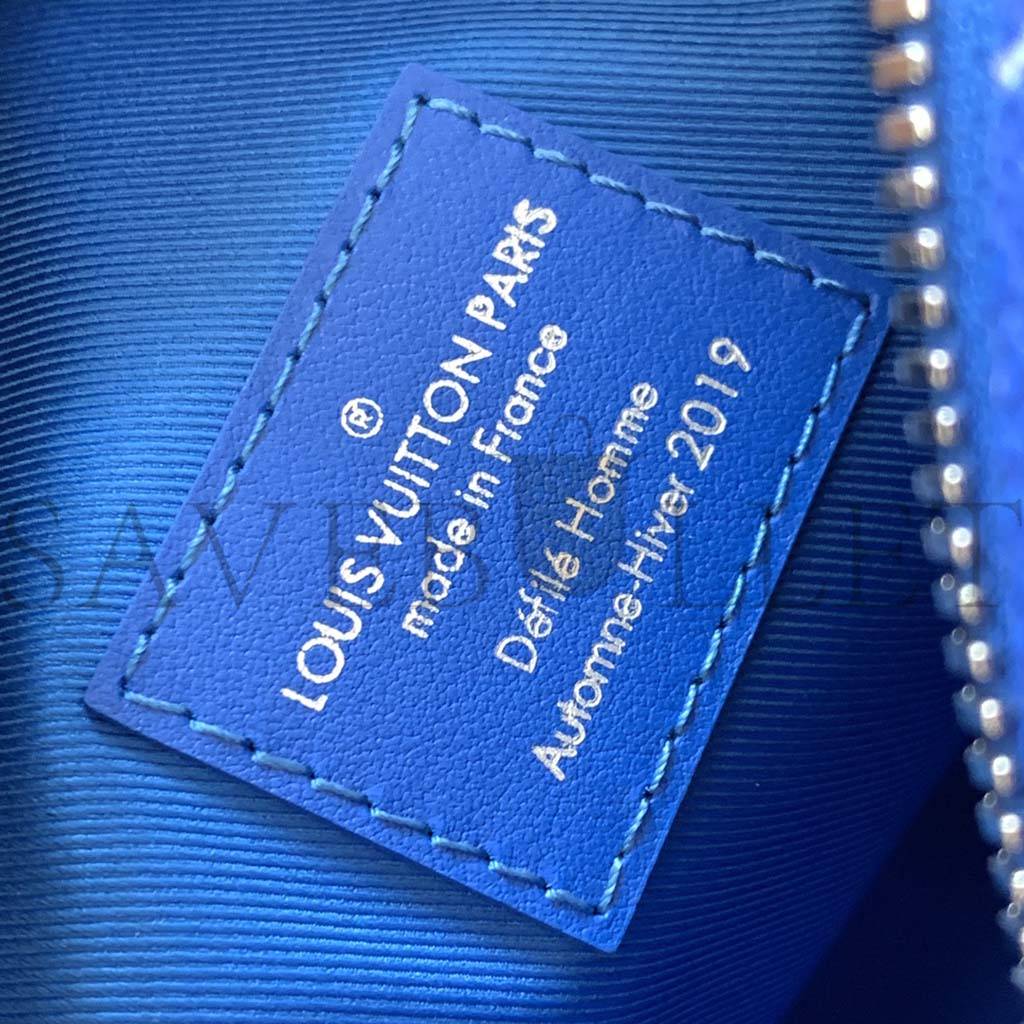 ®
LOUIS VUITTON PARIS
made in France
Défilé Homme
Automne-Hiver 2019